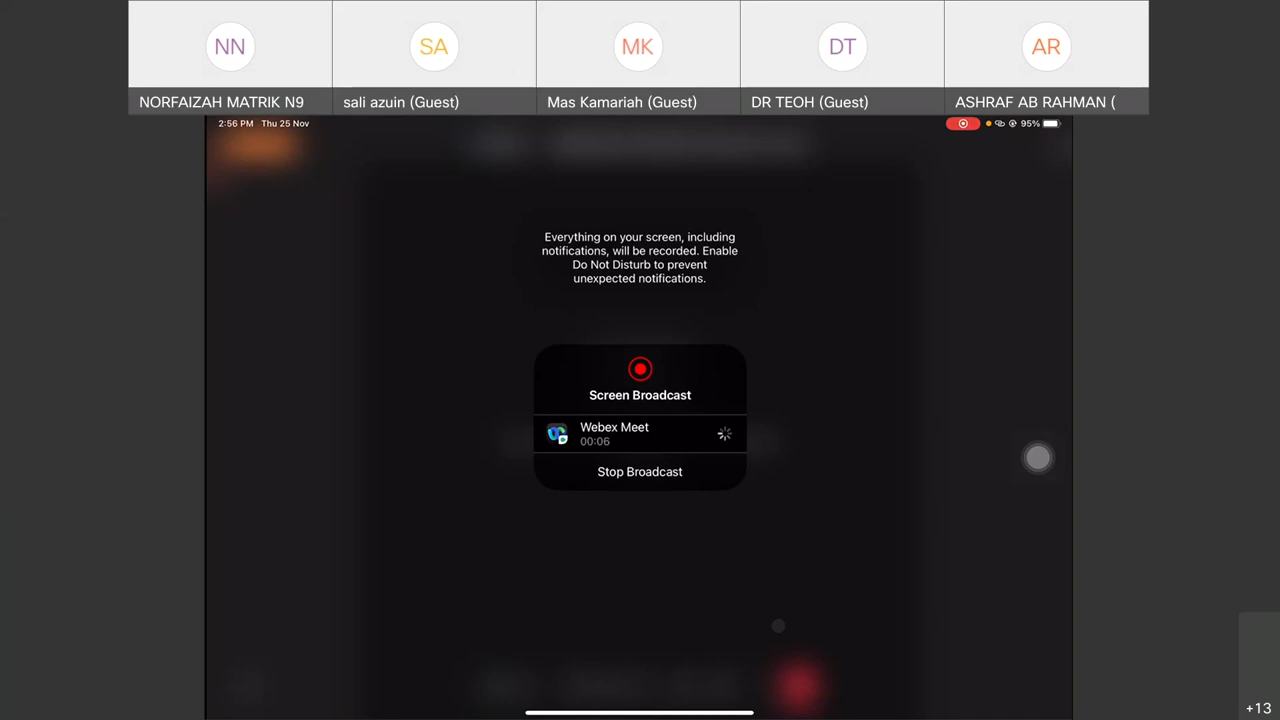 NN
SA
MK
DT
AR
NORFAIZAH MATRIK N9
sali azuin (Guest)
Mas Kamariah (Guest)
DR TEOH (Guest)
ASHRAF AB RAHMAN (
2:56 PM Thu 25 Nov
95%
Everything on your screen, including
notifications, will be recorded. Enable
Do Not Disturb to prevent
unexpected notifications.
Screen Broadcast
Webex Meet
00:06
Stop Broadcast
+13